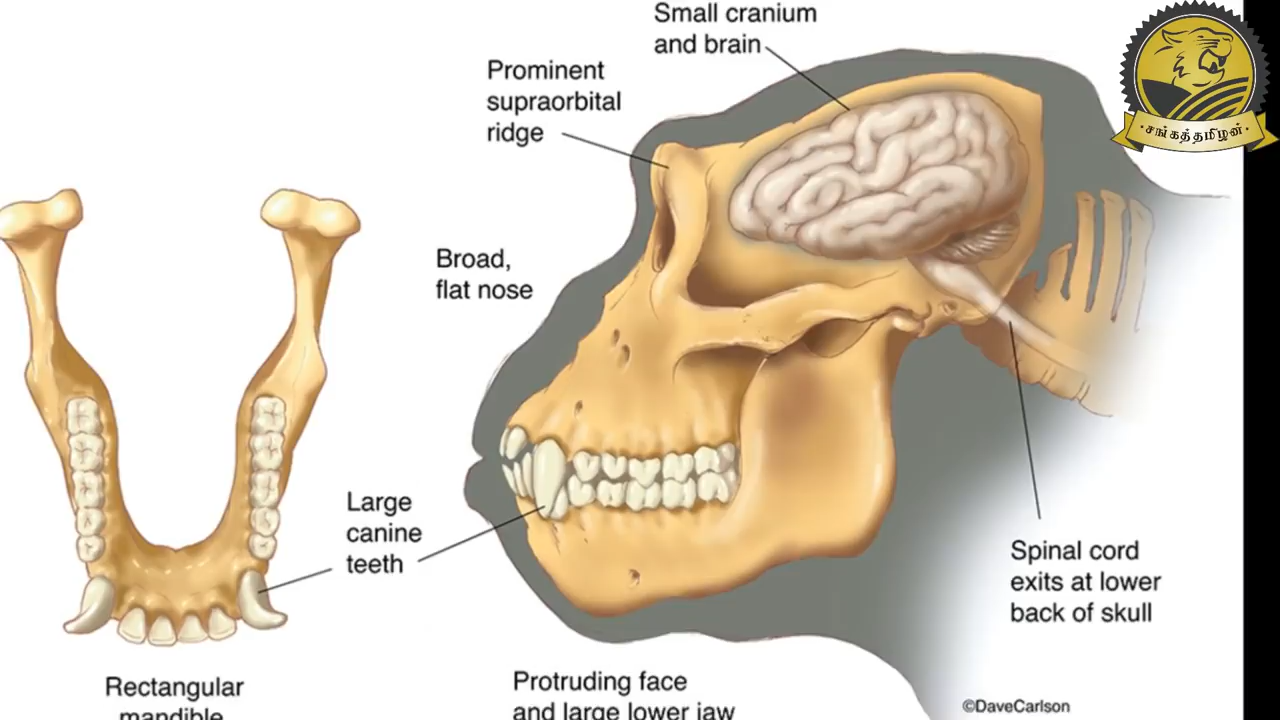 Small cranium
and brain
Prominent
supraorbital
ridge
சங்கத்தமிழன்
Broad,
flat nose
Large
canine
teeth
Spinal cord
exits at lower
back of skull
Rectangular
mandible
Protruding face
and large lower jaw
©DaveCarlson